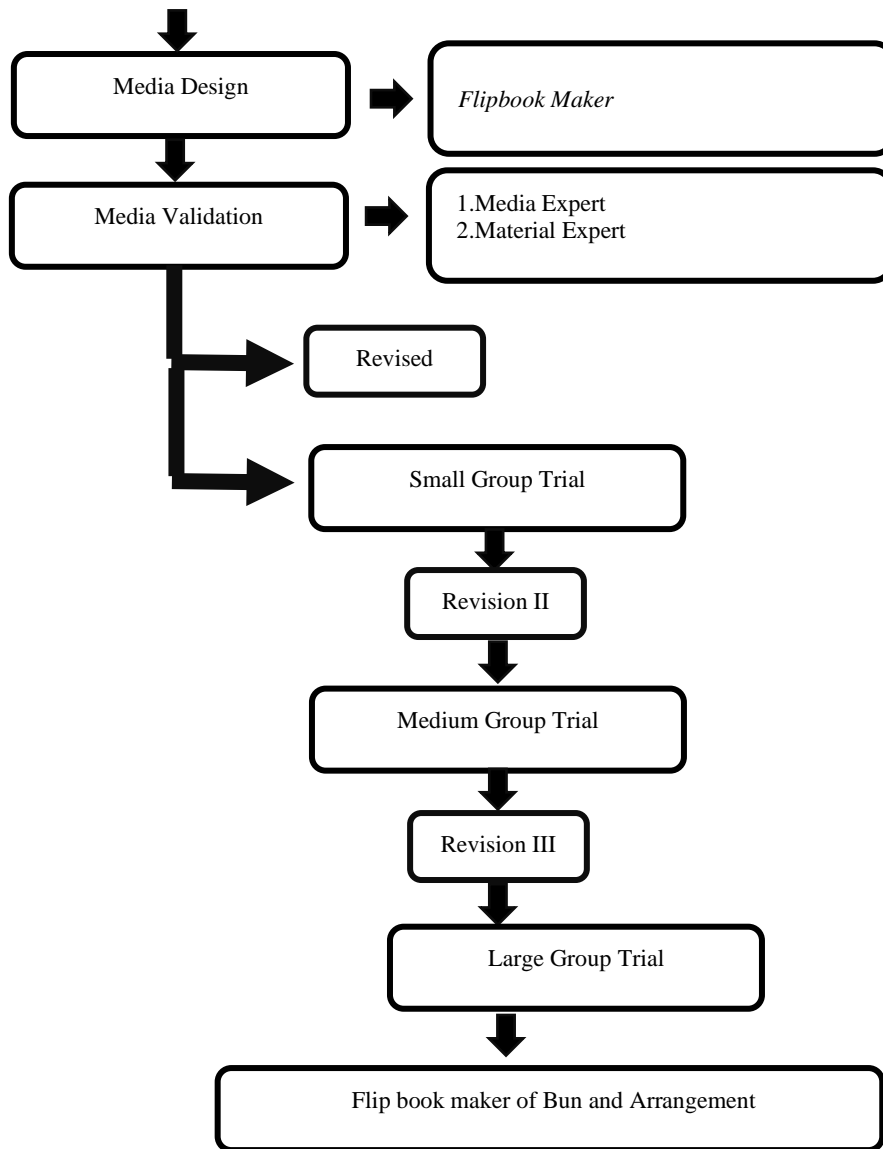 Media Design
Flipbook Maker
Media Validation
1.Media Expert
2.Material Expert
Revised
Small Group Trial
Revision II
Medium Group Trial
Revision III
Large Group Trial
Flip book maker of Bun and Arrangement